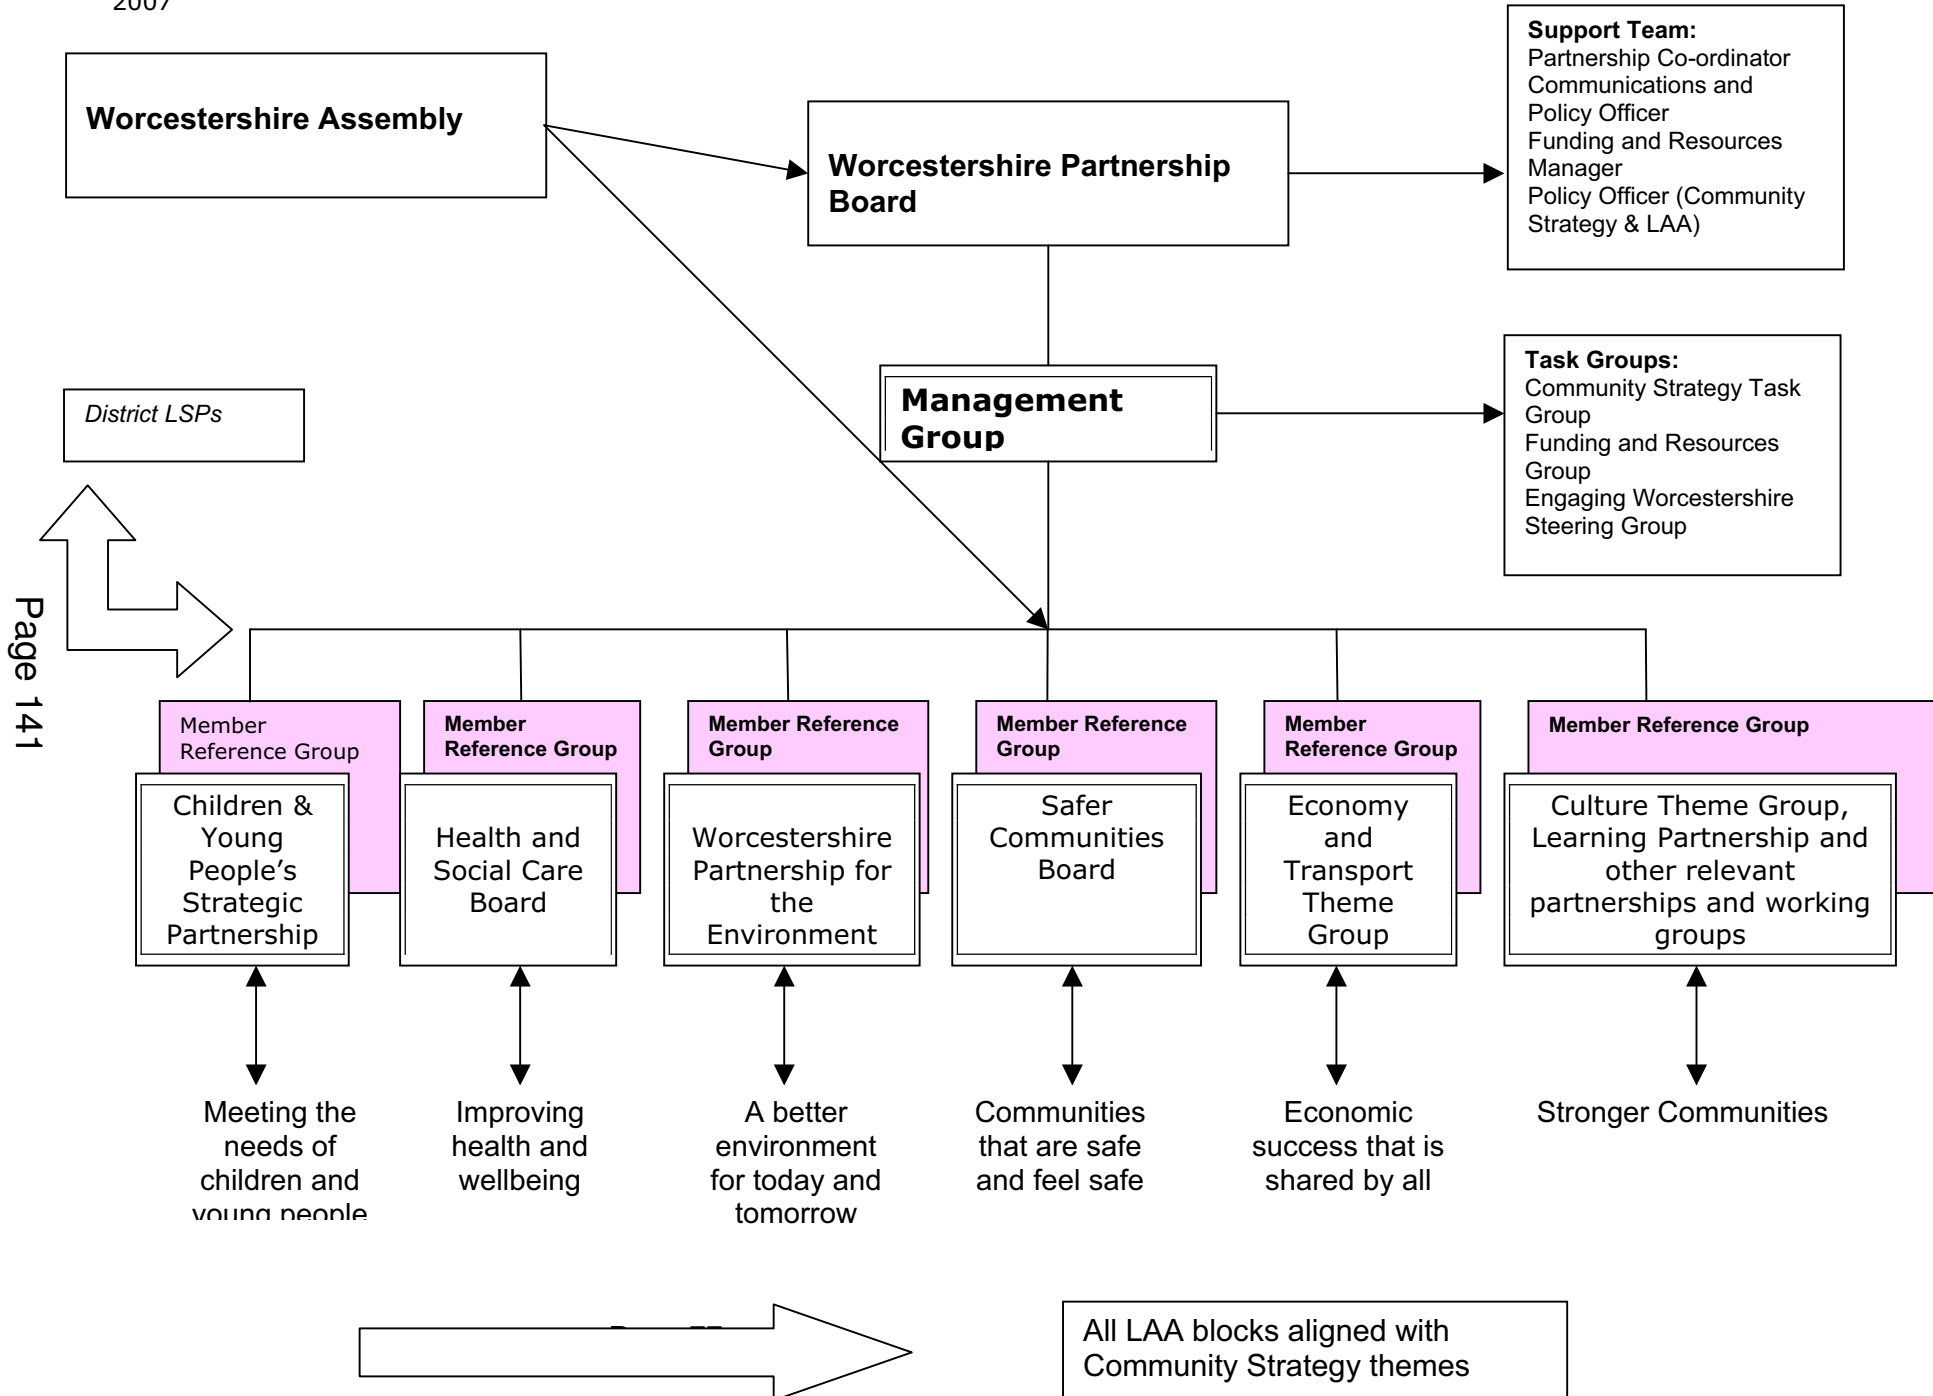 2007
Worcestershire Assembly
Worcestershire Partnership
Board
Support Team:
Partnership Co-ordinator
Communications and
Policy Officer
Funding and Resources
Manager
Policy Officer (Community
Strategy & LAA)
Management
Group
Task Groups:
Community Strategy Task
Group
Funding and Resources
Group
Engaging Worcestershire
Steering Group
District LSPs
Page 141
Member
Reference Group
Children &
Young
People’s
Strategic
Partnership
Member
Reference Group
Health and
Social Care
Board
Member Reference
Group
Worcestershire
Partnership for
the
Environment
Member Reference
Group
Safer
Communities
Board
Member
Reference Group
Economy
and
Transport
Theme
Group
Member Reference Group
Culture Theme Group,
Learning Partnership and
other relevant
partnerships and working
groups
Meeting the
needs of
children and
young people
Improving
health and
wellbeing
A better
environment
for today and
tomorrow
Communities
that are safe
and feel safe
Economic
success that is
shared by all
Stronger Communities
All LAA blocks aligned with
Community Strategy themes